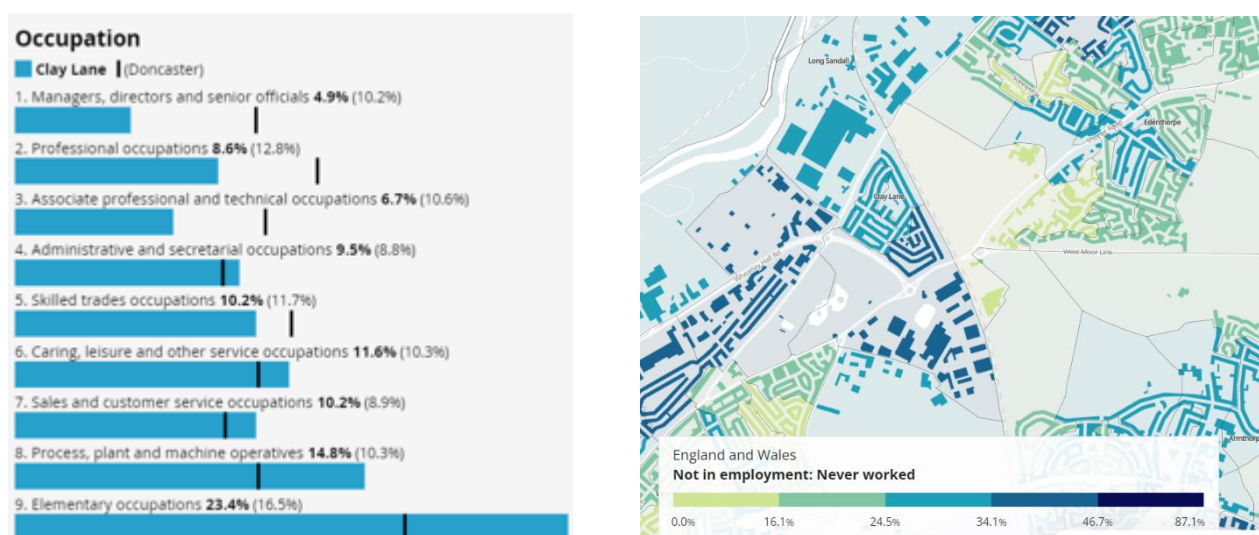 Occupation
Clay Lane (Doncaster)
1. Managers, directors and senior officials 4.9% (10.2%)
2. Professional occupations 8.6% (12.8%)
3. Associate professional and technical occupations 6.7% (10.6%)
4. Administrative and secretarial occupations 9.5% (8.8%)
5. Skilled trades occupations 10.2% (11.7%)
6. Caring, leisure and other service occupations 11.6% (10.3%)
7. Sales and customer service occupations 10.2% (8.9%)
8. Process, plant and machine operatives 14.8% (10.3%)
9. Elementary occupations 23.4% (16.5%)
Long Sandall
Edenthorpe
Thorne Road
Clay Lane
West Moor Link
Wheatley Hall Rd
Armthorp
England and Wales
Not in employment: Never worked
0.0% 16.1% 24.5% 34.1% 46.7% 87.1%